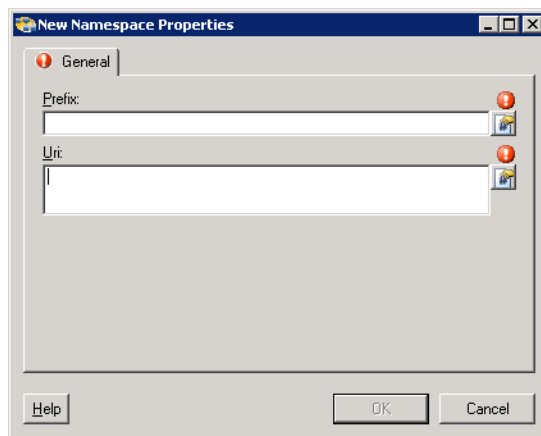 New Namespace Properties
General
Prefix:
Uri:
Help OK Cancel